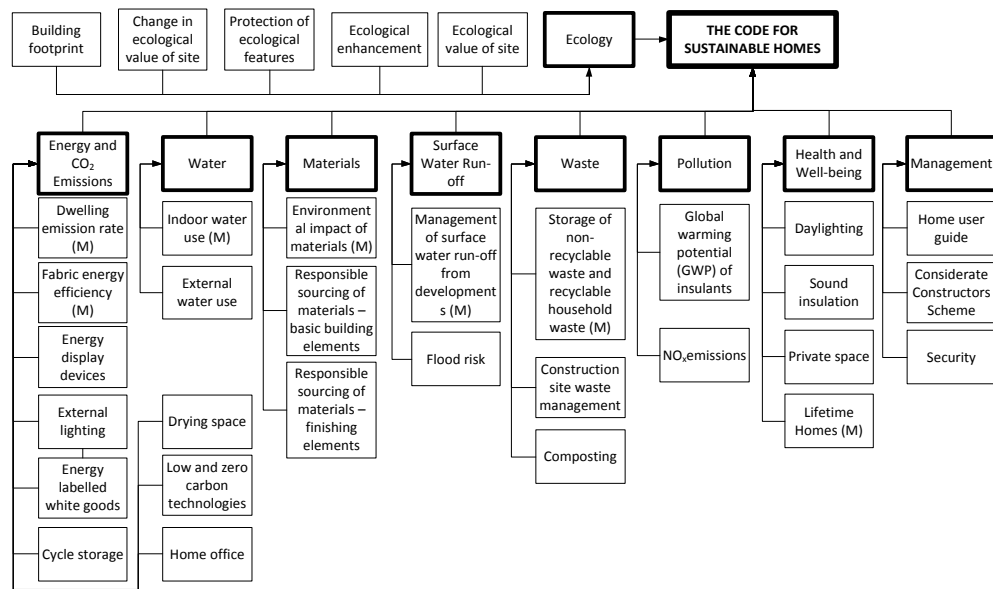 Building
footprint
Change in
ecological
value of site
Protection of
ecological
features
Ecological
enhancement
Ecological
value of site
Ecology
THE CODE FOR
SUSTAINABLE HOMES
Energy and
CO₂
Emissions
Water
Materials
Surface
Water Run-
off
Waste
Pollution
Health and
Well-being
Management
Dwelling
emission rate
(M)
Fabric energy
efficiency
(M)
Energy
display
devices
External
lighting
Energy
labelled
white goods
Cycle storage
Indoor water
use (M)
External
water use
Drying space
Low and zero
carbon
technologies
Home office
Environment
al impact of
materials (M)
Responsible
sourcing of
materials –
basic building
elements
Responsible
sourcing of
materials –
finishing
elements
Management
of surface
water run-off
from
development
s (M)
Flood risk
Storage of
non-
recyclable
waste and
recyclable
household
waste (M)
Construction
site waste
management
Composting
Global
warming
potential
(GWP) of
insulants
NOₓemissions
Daylighting
Sound
insulation
Private space
Lifetime
Homes (M)
Home user
guide
Considerate
Constructors
Scheme
Security